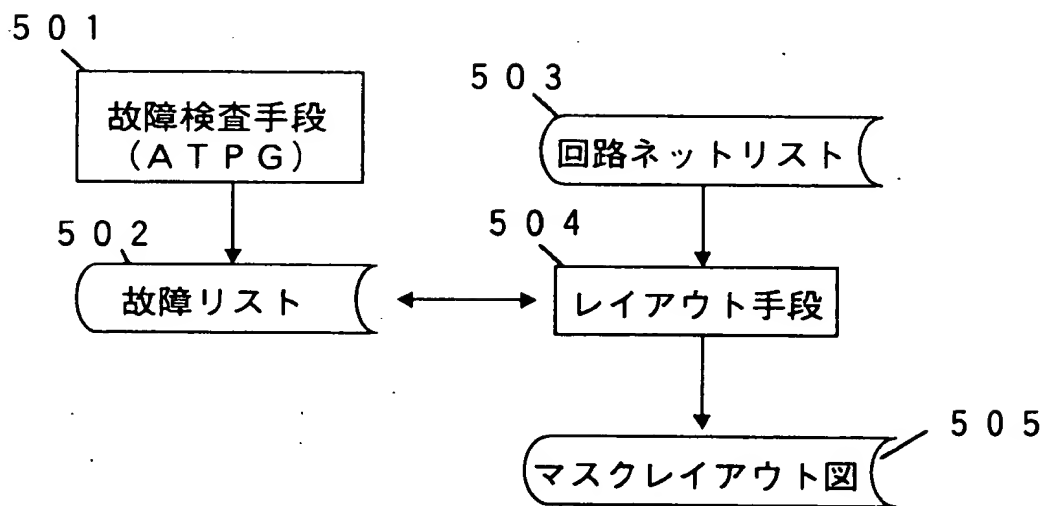 ５０１
故障検査手段
（ＡＴＰＧ）
５０２
故障リスト
５０３
回路ネットリスト
５０４
レイアウト手段
マスクレイアウト図
５０５